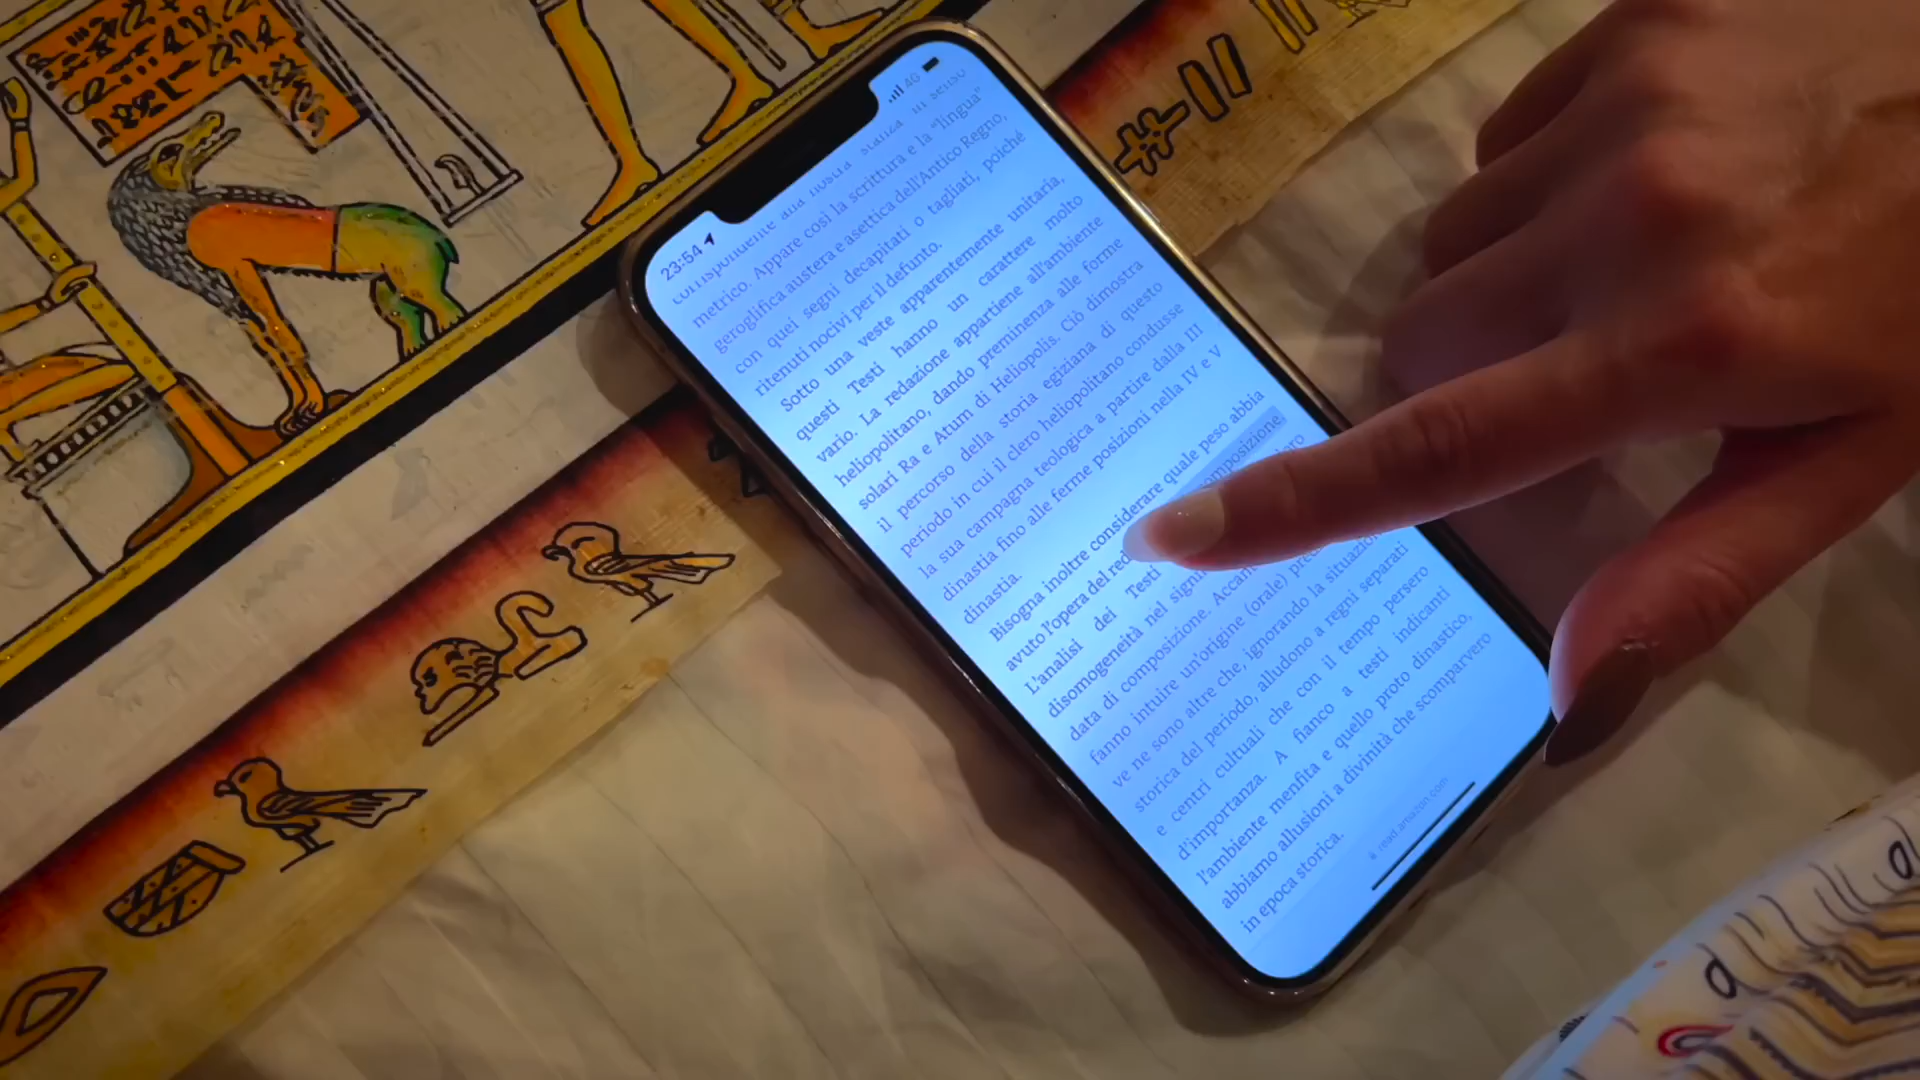 23:54
4G
metrico. Appare così la scrittura e la "lingua"
geroglifica austera e asettica dell'Antico Regno,
con quei segni decapitati o tagliati, poiché
ritenuti nocivi per il defunto.
Sotto una veste apparentemente unitaria,
questi Testi hanno un carattere molto
vario. La redazione appartiene all'ambiente
heliopolitano, dando preminenza alle forme
solari Ra e Atum di Heliopolis. Ciò dimostra
il percorso della storia egiziana di questo
periodo in cui il clero heliopolitano condusse
la sua campagna teologica a partire dalla III
dinastia fino alle ferme posizioni nella IV e V
dinastia.
Bisogna inoltre considerare quale peso abbia
avuto l'opera del composizione.
L'analisi dei Testi
disomogeneità nel
data di composizione.
fanno intuire un'origine (orale)
ve ne sono altre che, ignorando la
storica del periodo, alludono a regni separati
e centri cultuali che con il tempo persero
d'importanza. A fianco a testi indicanti
l'ambiente menfita e quello proto dinastico,
abbiamo allusioni a divinità che scomparvero
in epoca storica.
read.amazon.com